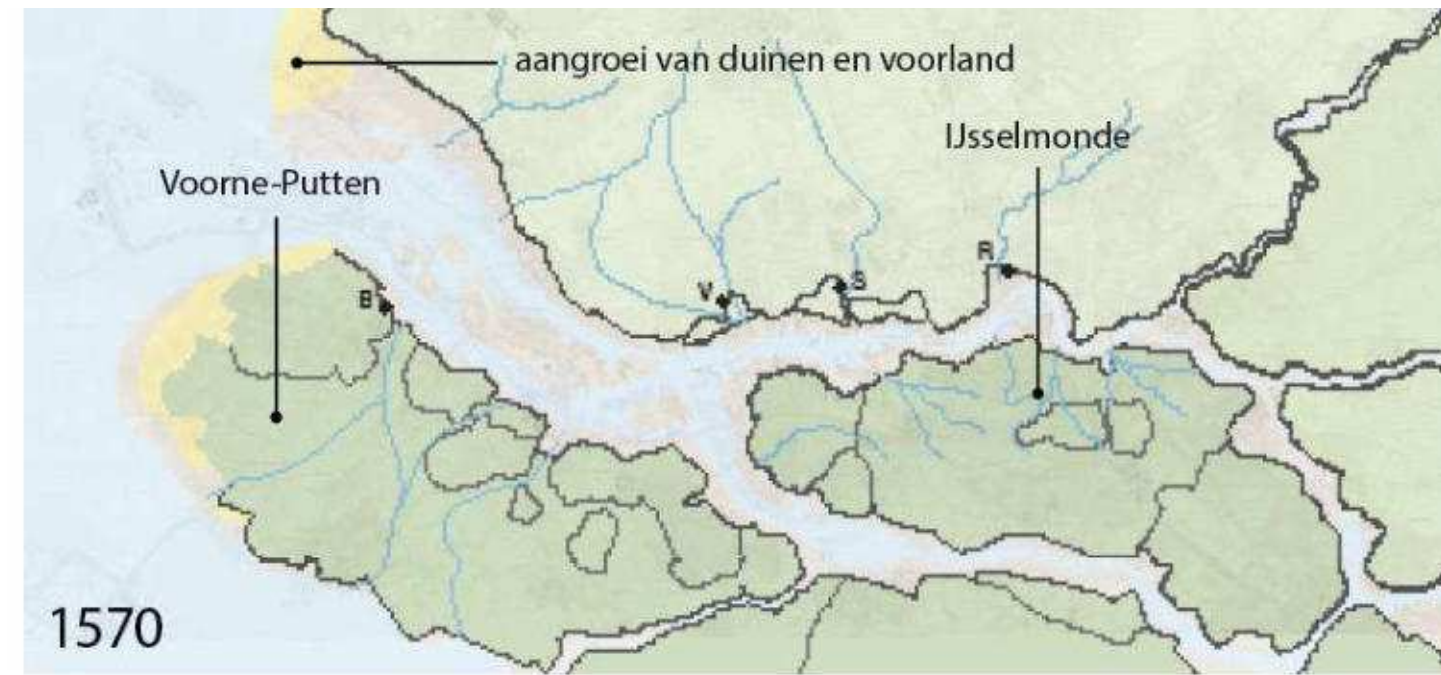 aangroei van duinen en voorland
IJsselmonde
Voorne-Putten
R
S
V
B
1570